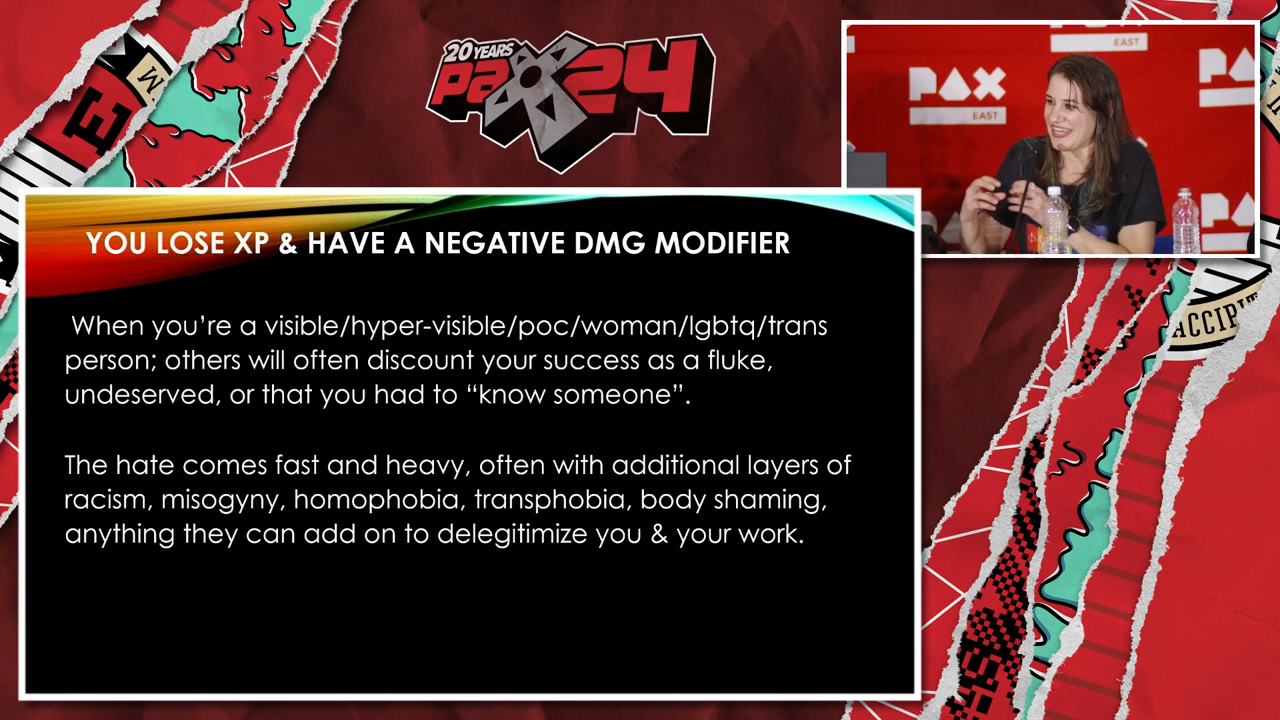 20 YEARS
PAX24
PAX
EAST
EAST
YOU LOSE XP & HAVE A NEGATIVE DMG MODIFIER
When you’re a visible/hyper-visible/poc/woman/lgbtq/trans
person; others will often discount your success as a fluke,
undeserved, or that you had to “know someone”.
The hate comes fast and heavy, often with additional layers of
racism, misogyny, homophobia, transphobia, body shaming,
anything they can add on to delegitimize you & your work.